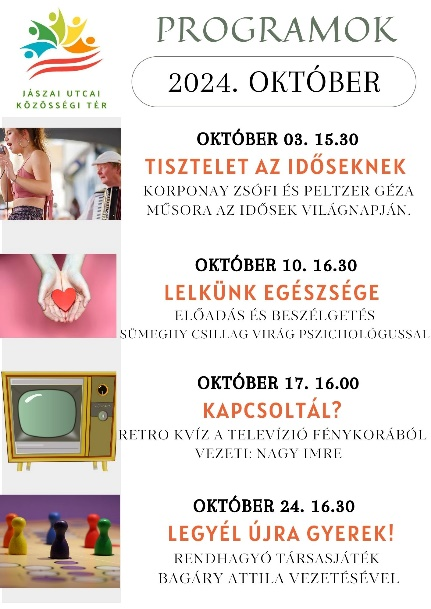 PROGRAMOK
2024. OKTÓBER
JÁSZAI UTCAI
KÖZÖSSÉGI TÉR
OKTÓBER 03. 15.30
TISZTELET AZ IDŐSEKNEK
KORPONAY ZSÓFI ÉS PELTZER GÉZA
MŰSORA AZ IDŐSEK VILÁGNAPJÁN.
OKTÓBER 10. 16.30
LELKÜNK EGÉSZSÉGE
ELŐADÁS ÉS BESZÉLGETÉS
SÜMEGHY CSILLAG VIRÁG PSZICHOLÓGUSSAL
OKTÓBER 17. 16.00
KAPCSOLTÁL?
RETRO KVÍZ A TELEVÍZIÓ FÉNYKORÁBÓL
VEZETI: NAGY IMRE
OKTÓBER 24. 16.30
LEGYÉL ÚJRA GYEREK!
RENDHAGYÓ TÁRSASJÁTÉK
BAGÁRY ATTILA VEZETÉSÉVEL